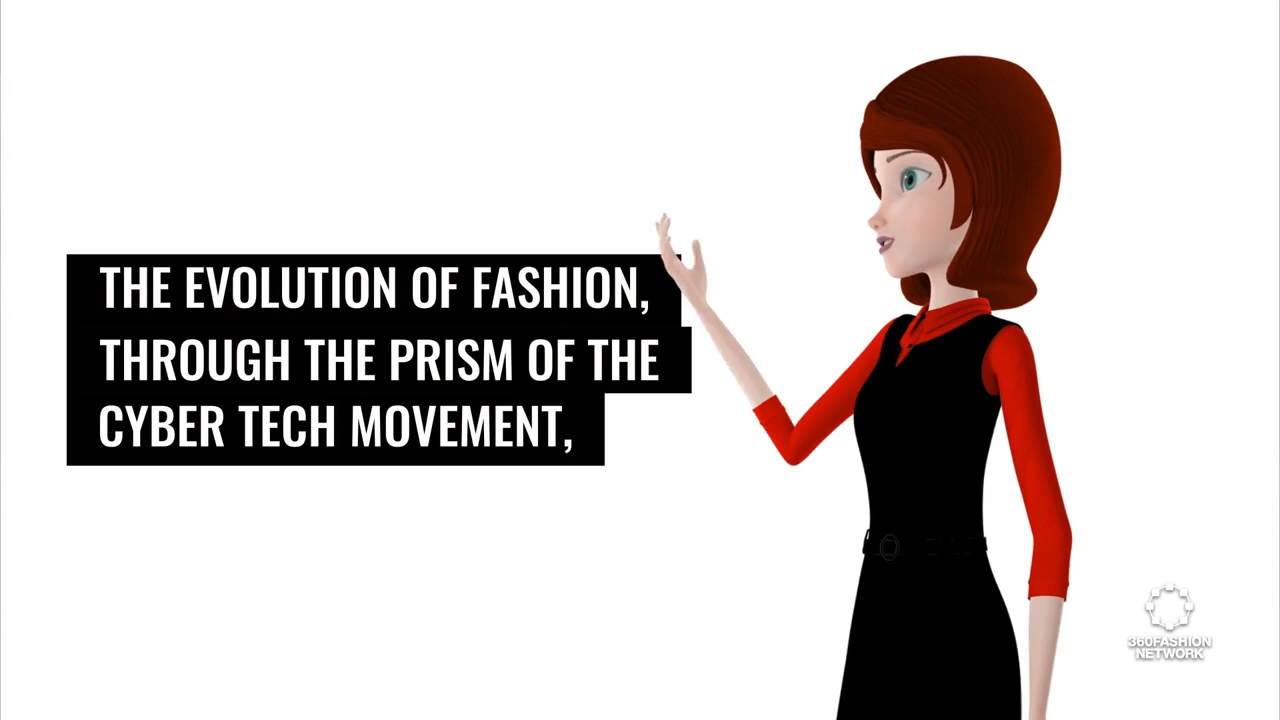 THE EVOLUTION OF FASHION,
THROUGH THE PRISM OF THE
CYBER TECH MOVEMENT,
360FASHION
NETWORK